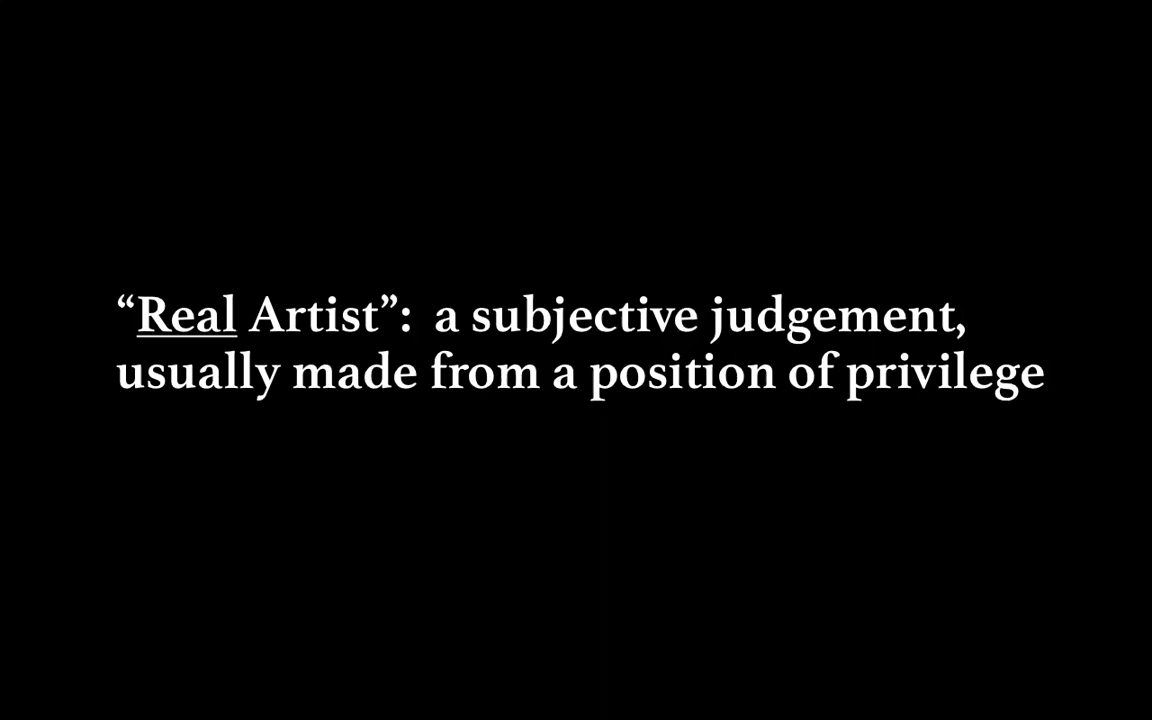 “Real Artist”:  a subjective judgement,
usually made from a position of privilege